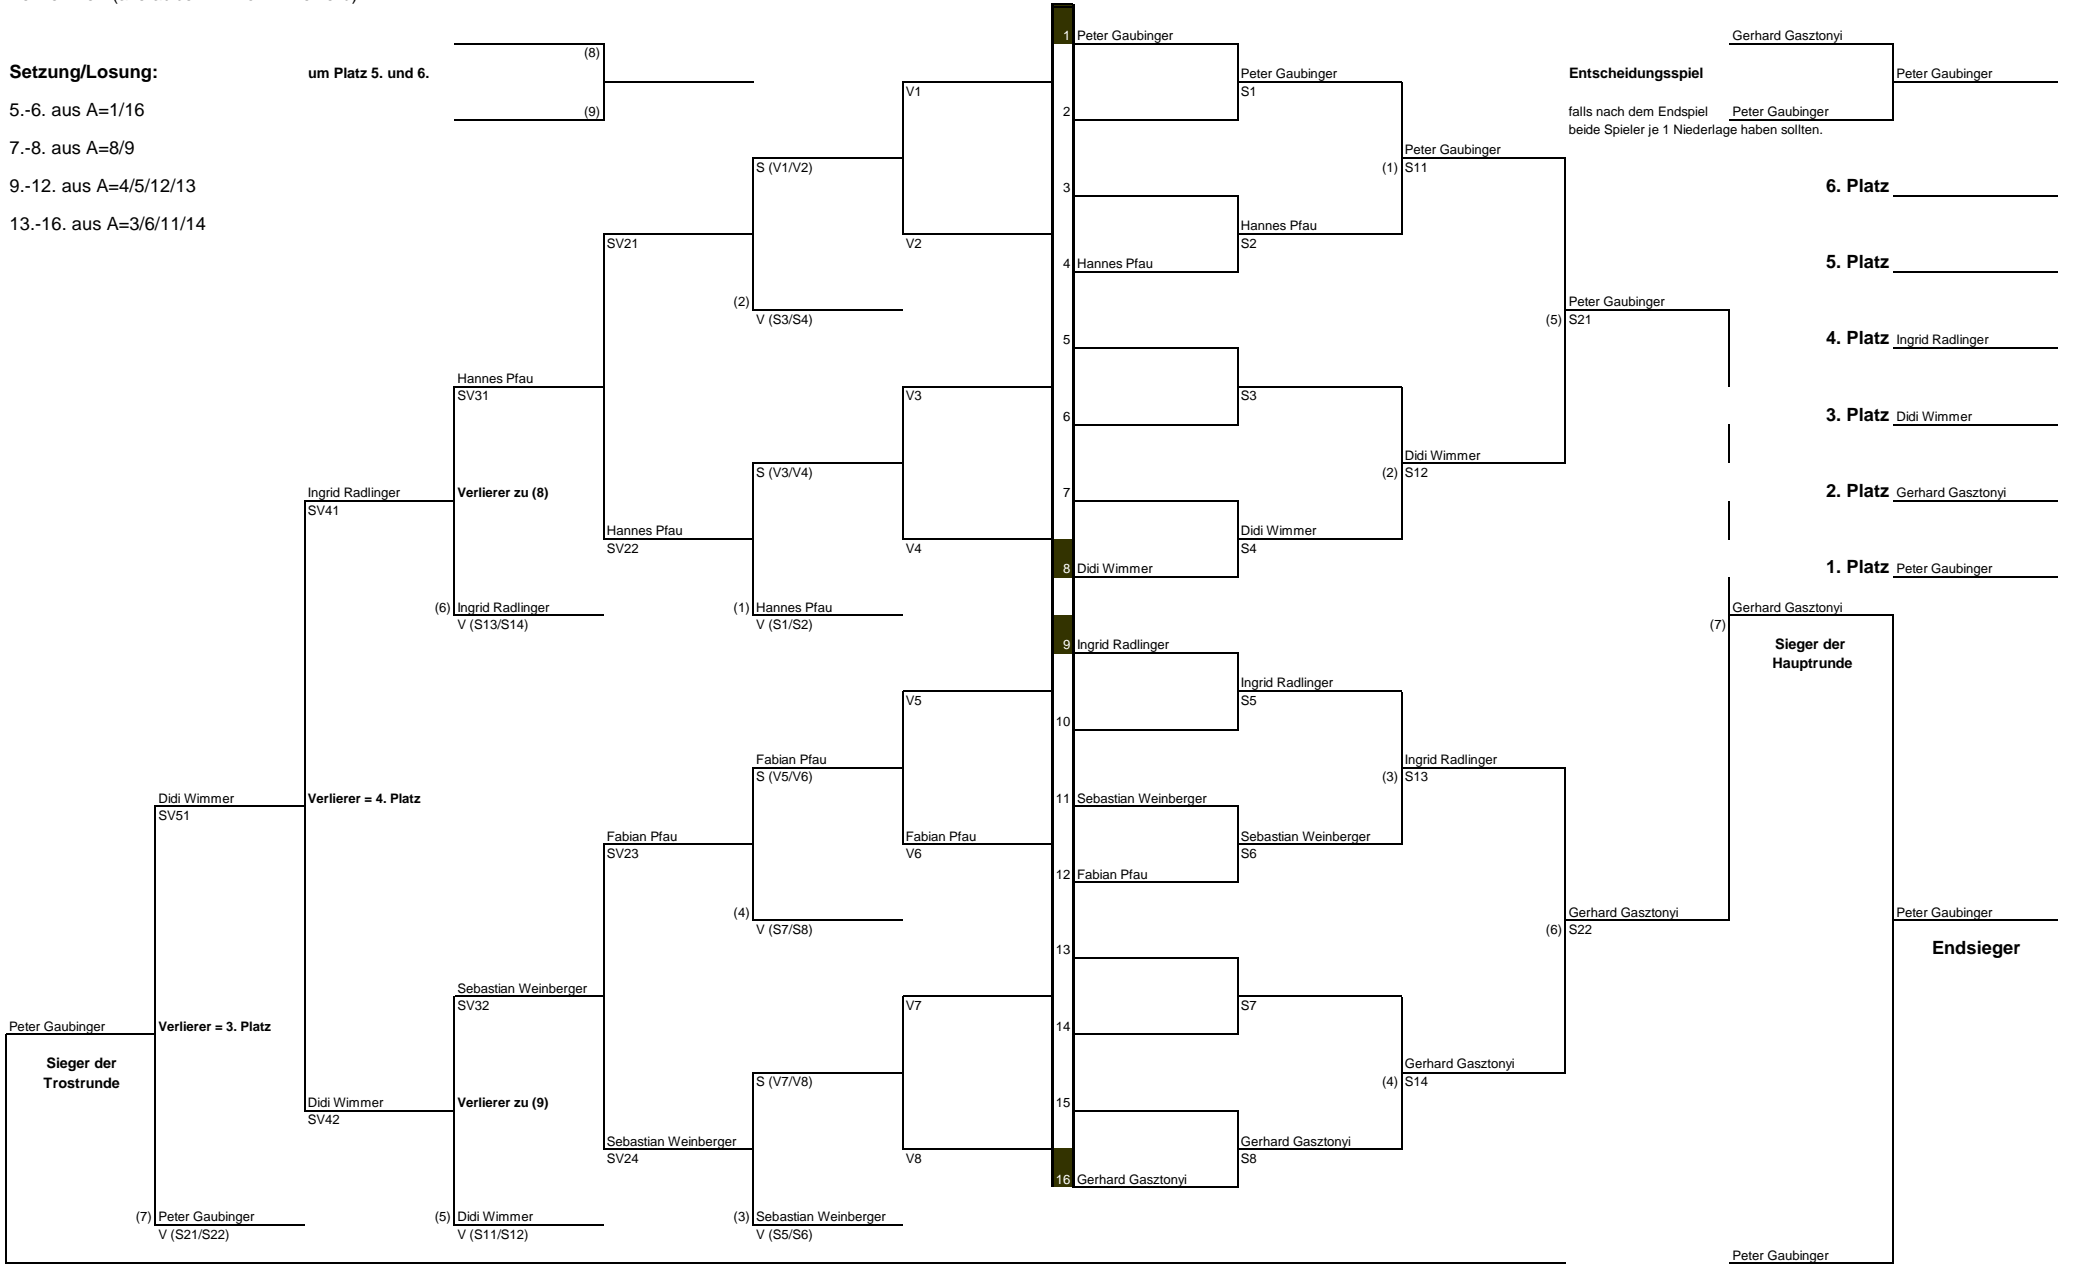 (8)
1 Peter Gaubinger
Gerhard Gasztonyi
Setzung/Losung:
um Platz 5. und 6.
Peter Gaubinger
Entscheidungsspiel
Peter Gaubinger
V1
S1
5.-6. aus A=1/16
(9)
2
falls nach dem Endspiel
Peter Gaubinger
beide Spieler je 1 Niederlage haben sollten.
7.-8. aus A=8/9
Peter Gaubinger
S (V1/V2)
(1) S11
9.-12. aus A=4/5/12/13
3
6. Platz
13.-16. aus A=3/6/11/14
Hannes Pfau
SV21
V2
S2
4 Hannes Pfau
5. Platz
(2)
Peter Gaubinger
V (S3/S4)
(5) S21
5
4. Platz Ingrid Radlinger
Hannes Pfau
SV31
V3
S3
6
3. Platz Didi Wimmer
Didi Wimmer
S (V3/V4)
(2) S12
Ingrid Radlinger
Verlierer zu (8)
7
2. Platz Gerhard Gasztonyi
SV41
Hannes Pfau
Didi Wimmer
SV22
V4
S4
8 Didi Wimmer
1. Platz Peter Gaubinger
(6) Ingrid Radlinger
(1) Hannes Pfau
Gerhard Gasztonyi
V (S13/S14)
V (S1/S2)
(7)
9 Ingrid Radlinger
Sieger der
Hauptrunde
Ingrid Radlinger
V5
S5
10
Fabian Pfau
Ingrid Radlinger
S (V5/V6)
(3) S13
Didi Wimmer
Verlierer = 4. Platz
11 Sebastian Weinberger
SV51
Fabian Pfau
Fabian Pfau
Sebastian Weinberger
SV23
V6
S6
12 Fabian Pfau
(4)
Gerhard Gasztonyi
Peter Gaubinger
V (S7/S8)
(6) S22
13
Endsieger
Sebastian Weinberger
SV32
V7
S7
Peter Gaubinger
Verlierer = 3. Platz
14
Sieger der
Trostrunde
Gerhard Gasztonyi
S (V7/V8)
(4) S14
Didi Wimmer
Verlierer zu (9)
15
SV42
Sebastian Weinberger
Gerhard Gasztonyi
SV24
V8
S8
16 Gerhard Gasztonyi
(7) Peter Gaubinger
(5) Didi Wimmer
(3) Sebastian Weinberger
V (S21/S22)
V (S11/S12)
V (S5/S6)
Peter Gaubinger